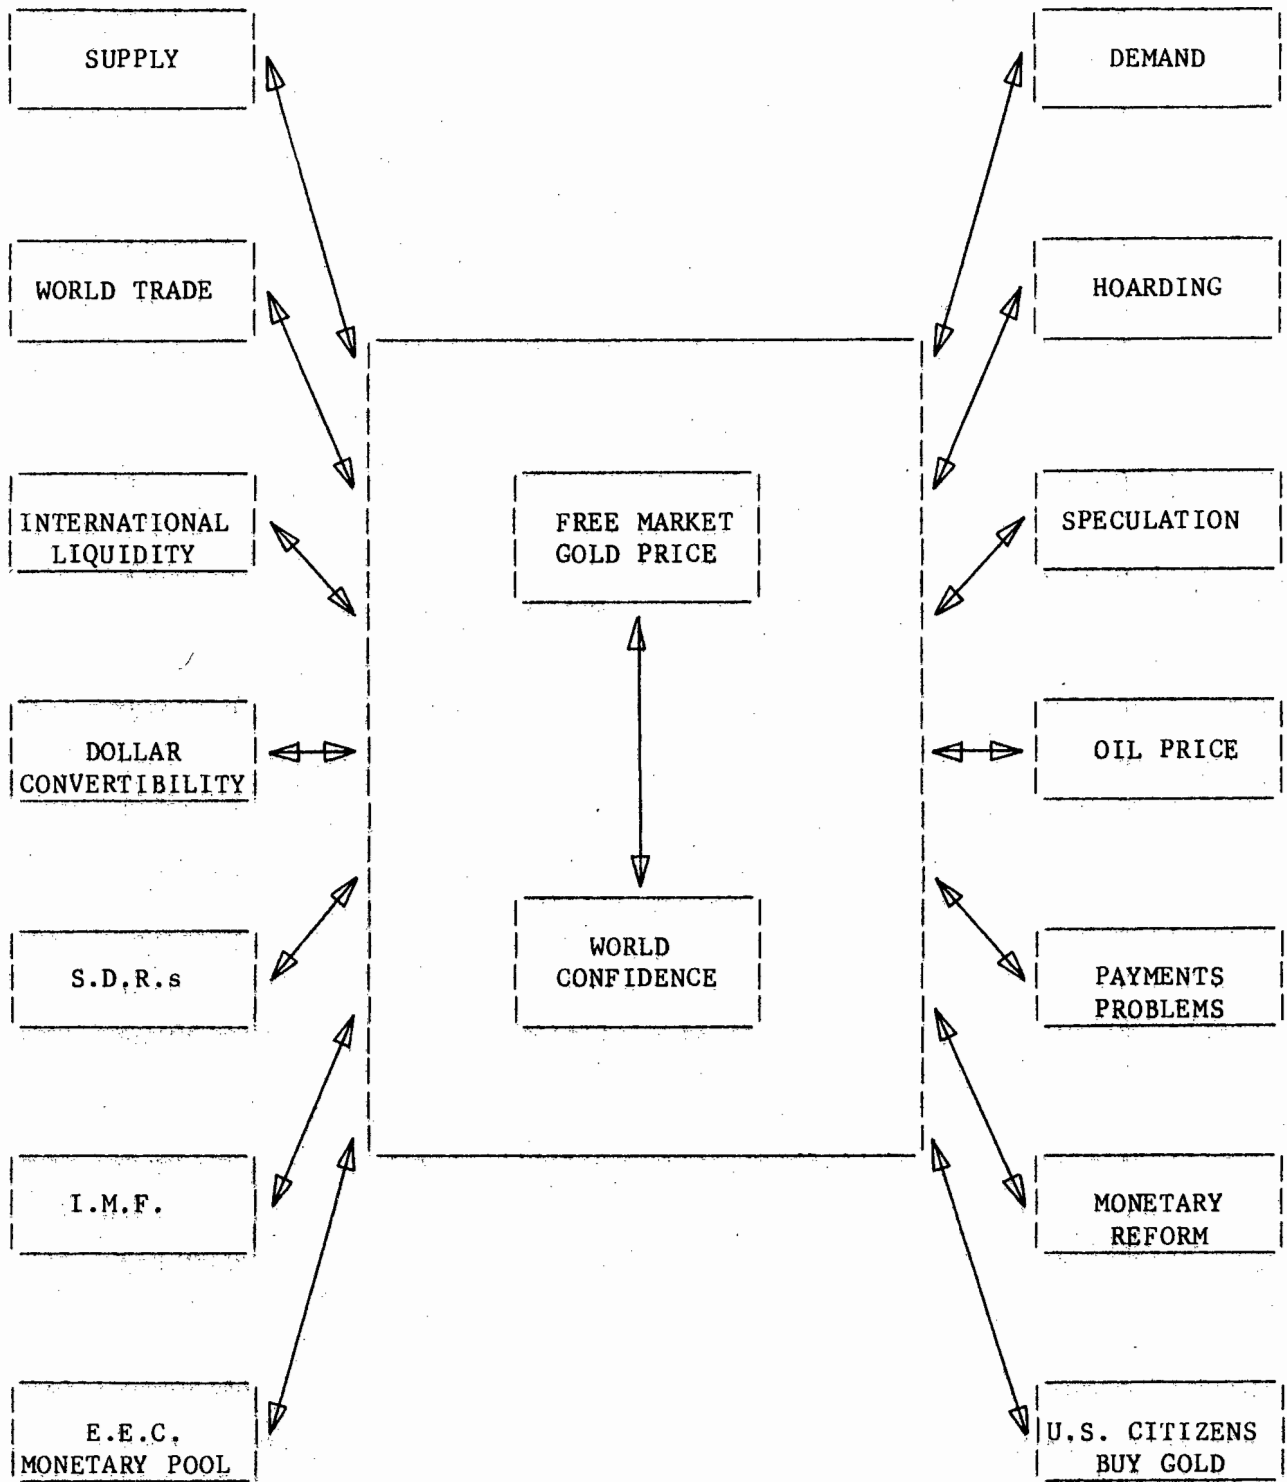 SUPPLY
DEMAND
WORLD TRADE
HOARDING
INTERNATIONAL
LIQUIDITY
FREE MARKET
GOLD PRICE
SPECULATION
DOLLAR
CONVERTIBILITY
OIL PRICE
S.D.R.s
WORLD
CONFIDENCE
PAYMENTS
PROBLEMS
I.M.F.
MONETARY
REFORM
E.E.C.
MONETARY POOL
U.S. CITIZENS
BUY GOLD